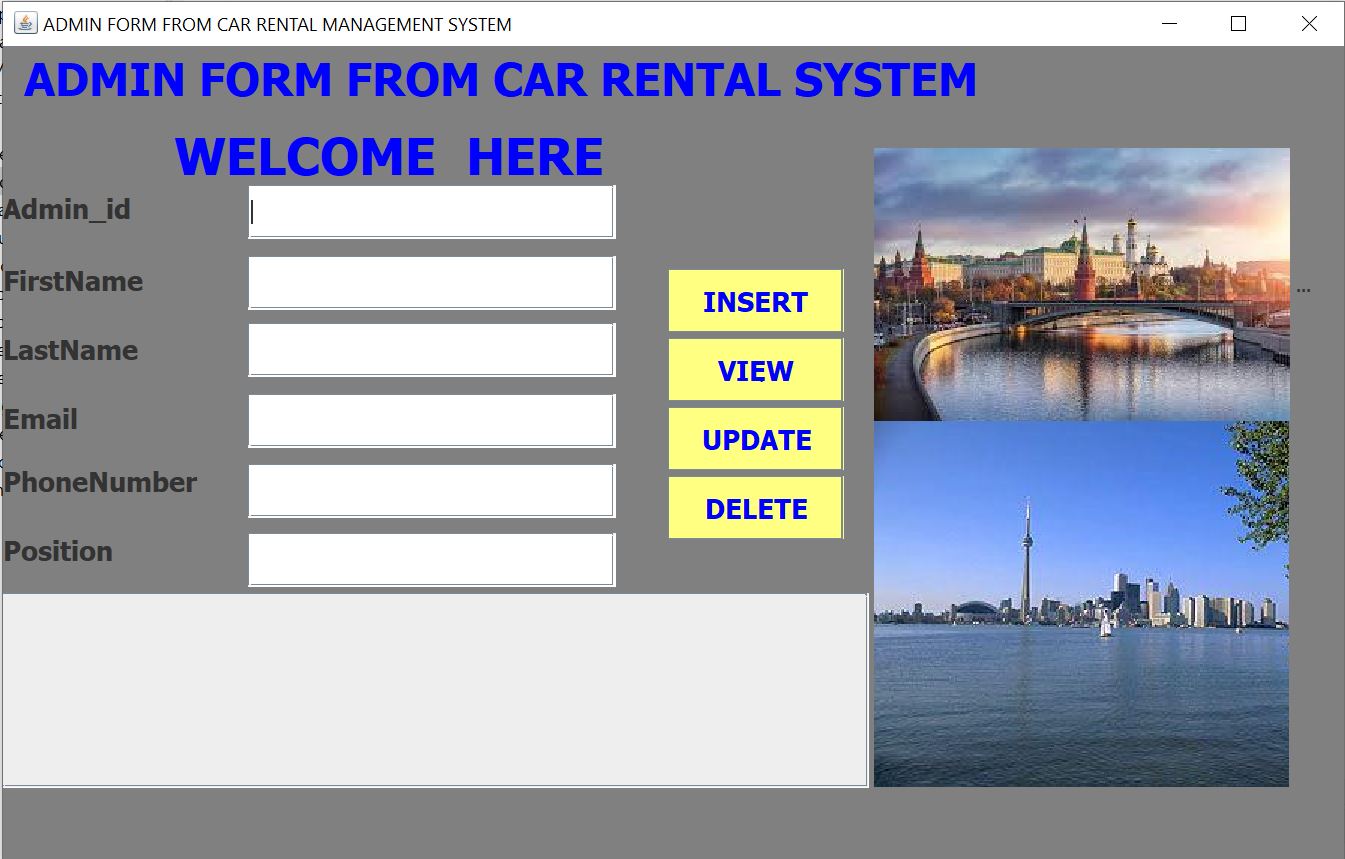 ADMIN FORM FROM CAR RENTAL MANAGEMENT SYSTEM
ADMIN FORM FROM CAR RENTAL SYSTEM
WELCOME HERE
Admin_id
FirstName
LastName
Email
PhoneNumber
Position
INSERT
VIEW
UPDATE
DELETE
...